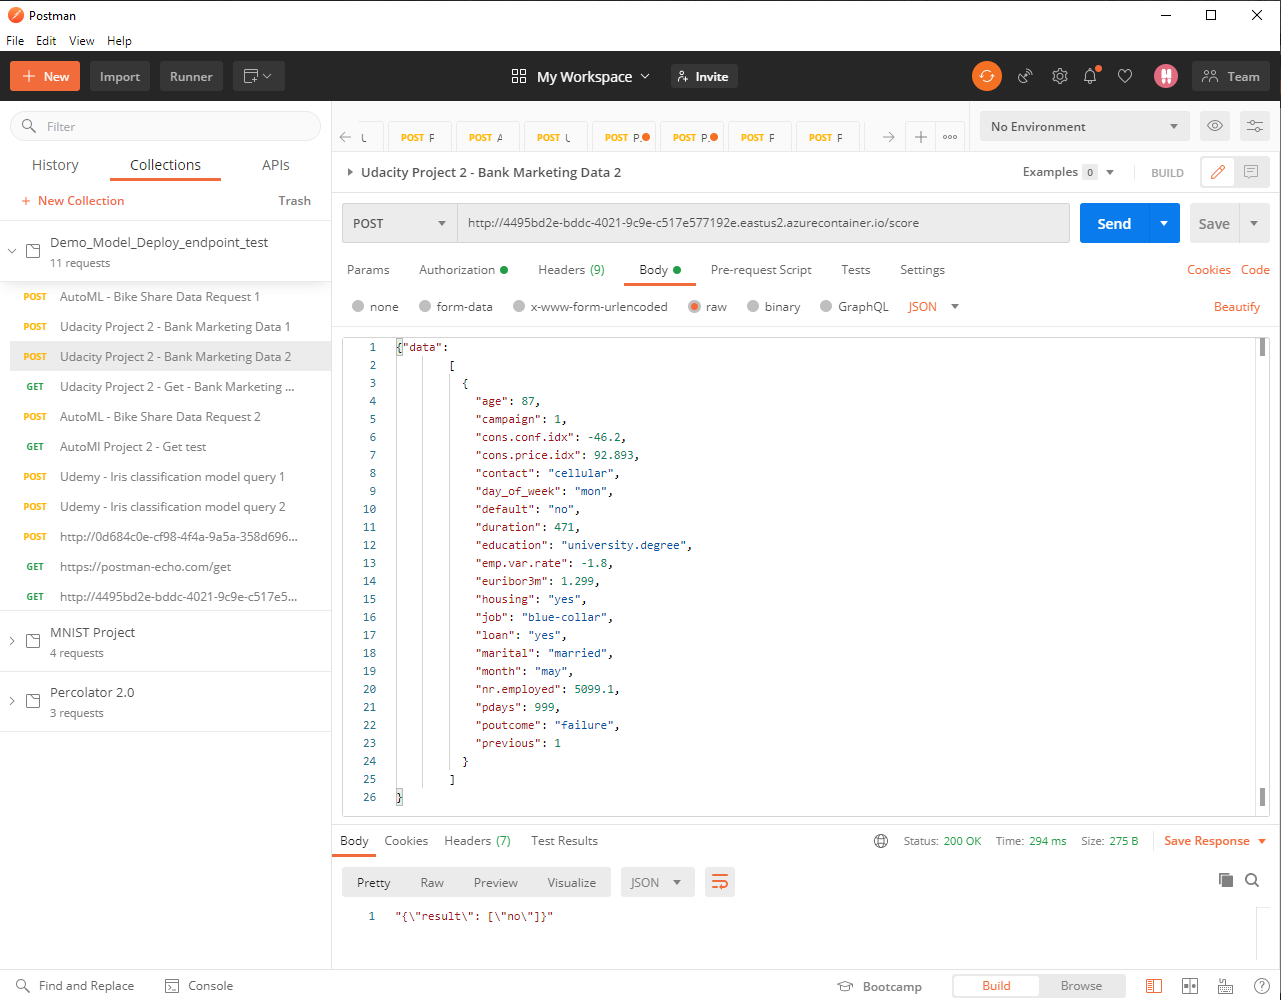 Postman
File Edit View Help
New Import Runner My Workspace Invite Team
Filter
History Collections APIs
New Collection Trash
Demo_Model_Deploy_endpoint_test
11 requests
POST AutoML - Bike Share Data Request 1
POST Udacity Project 2 - Bank Marketing Data 1
POST Udacity Project 2 - Bank Marketing Data 2
GET Udacity Project 2 - Get - Bank Marketing ...
POST AutoML - Bike Share Data Request 2
GET AutoMl Project 2 - Get test
POST Udemy - Iris classification model query 1
POST Udemy - Iris classification model query 2
POST http://0d684c0e-cf98-4f4a-9a5a-358d696...
GET https://postman-echo.com/get
GET http://4495bd2e-bddc-4021-9c9e-c517e5...
MNIST Project
4 requests
Percolator 2.0
3 requests
POST POST POST POST POST POST POST No Environment
Udacity Project 2 - Bank Marketing Data 2 Examples 0 BUILD
POST http://4495bd2e-bddc-4021-9c9e-c517e577192e.eastus2.azurecontainer.io/score Send Save
Params Authorization Headers (9) Body Pre-request Script Tests Settings Cookies Code
none form-data x-www-form-urlencoded raw binary GraphQL JSON Beautify
1 {"data":
2 [
3 {
4 "age": 87,
5 "campaign": 1,
6 "cons.conf.idx": -46.2,
7 "cons.price.idx": 92.893,
8 "contact": "cellular",
9 "day_of_week": "mon",
10 "default": "no",
11 "duration": 471,
12 "education": "university.degree",
13 "emp.var.rate": -1.8,
14 "euribor3m": 1.299,
15 "housing": "yes",
16 "job": "blue-collar",
17 "loan": "yes",
18 "marital": "married",
19 "month": "may",
20 "nr.employed": 5099.1,
21 "pdays": 999,
22 "poutcome": "failure",
23 "previous": 1
24 }
25 ]
26 }
Body Cookies Headers (7) Test Results Status: 200 OK Time: 294 ms Size: 275 B Save Response
Pretty Raw Preview Visualize JSON
1 "{\"result\": [\"no\"]}"
Find and Replace Console Bootcamp Build Browse